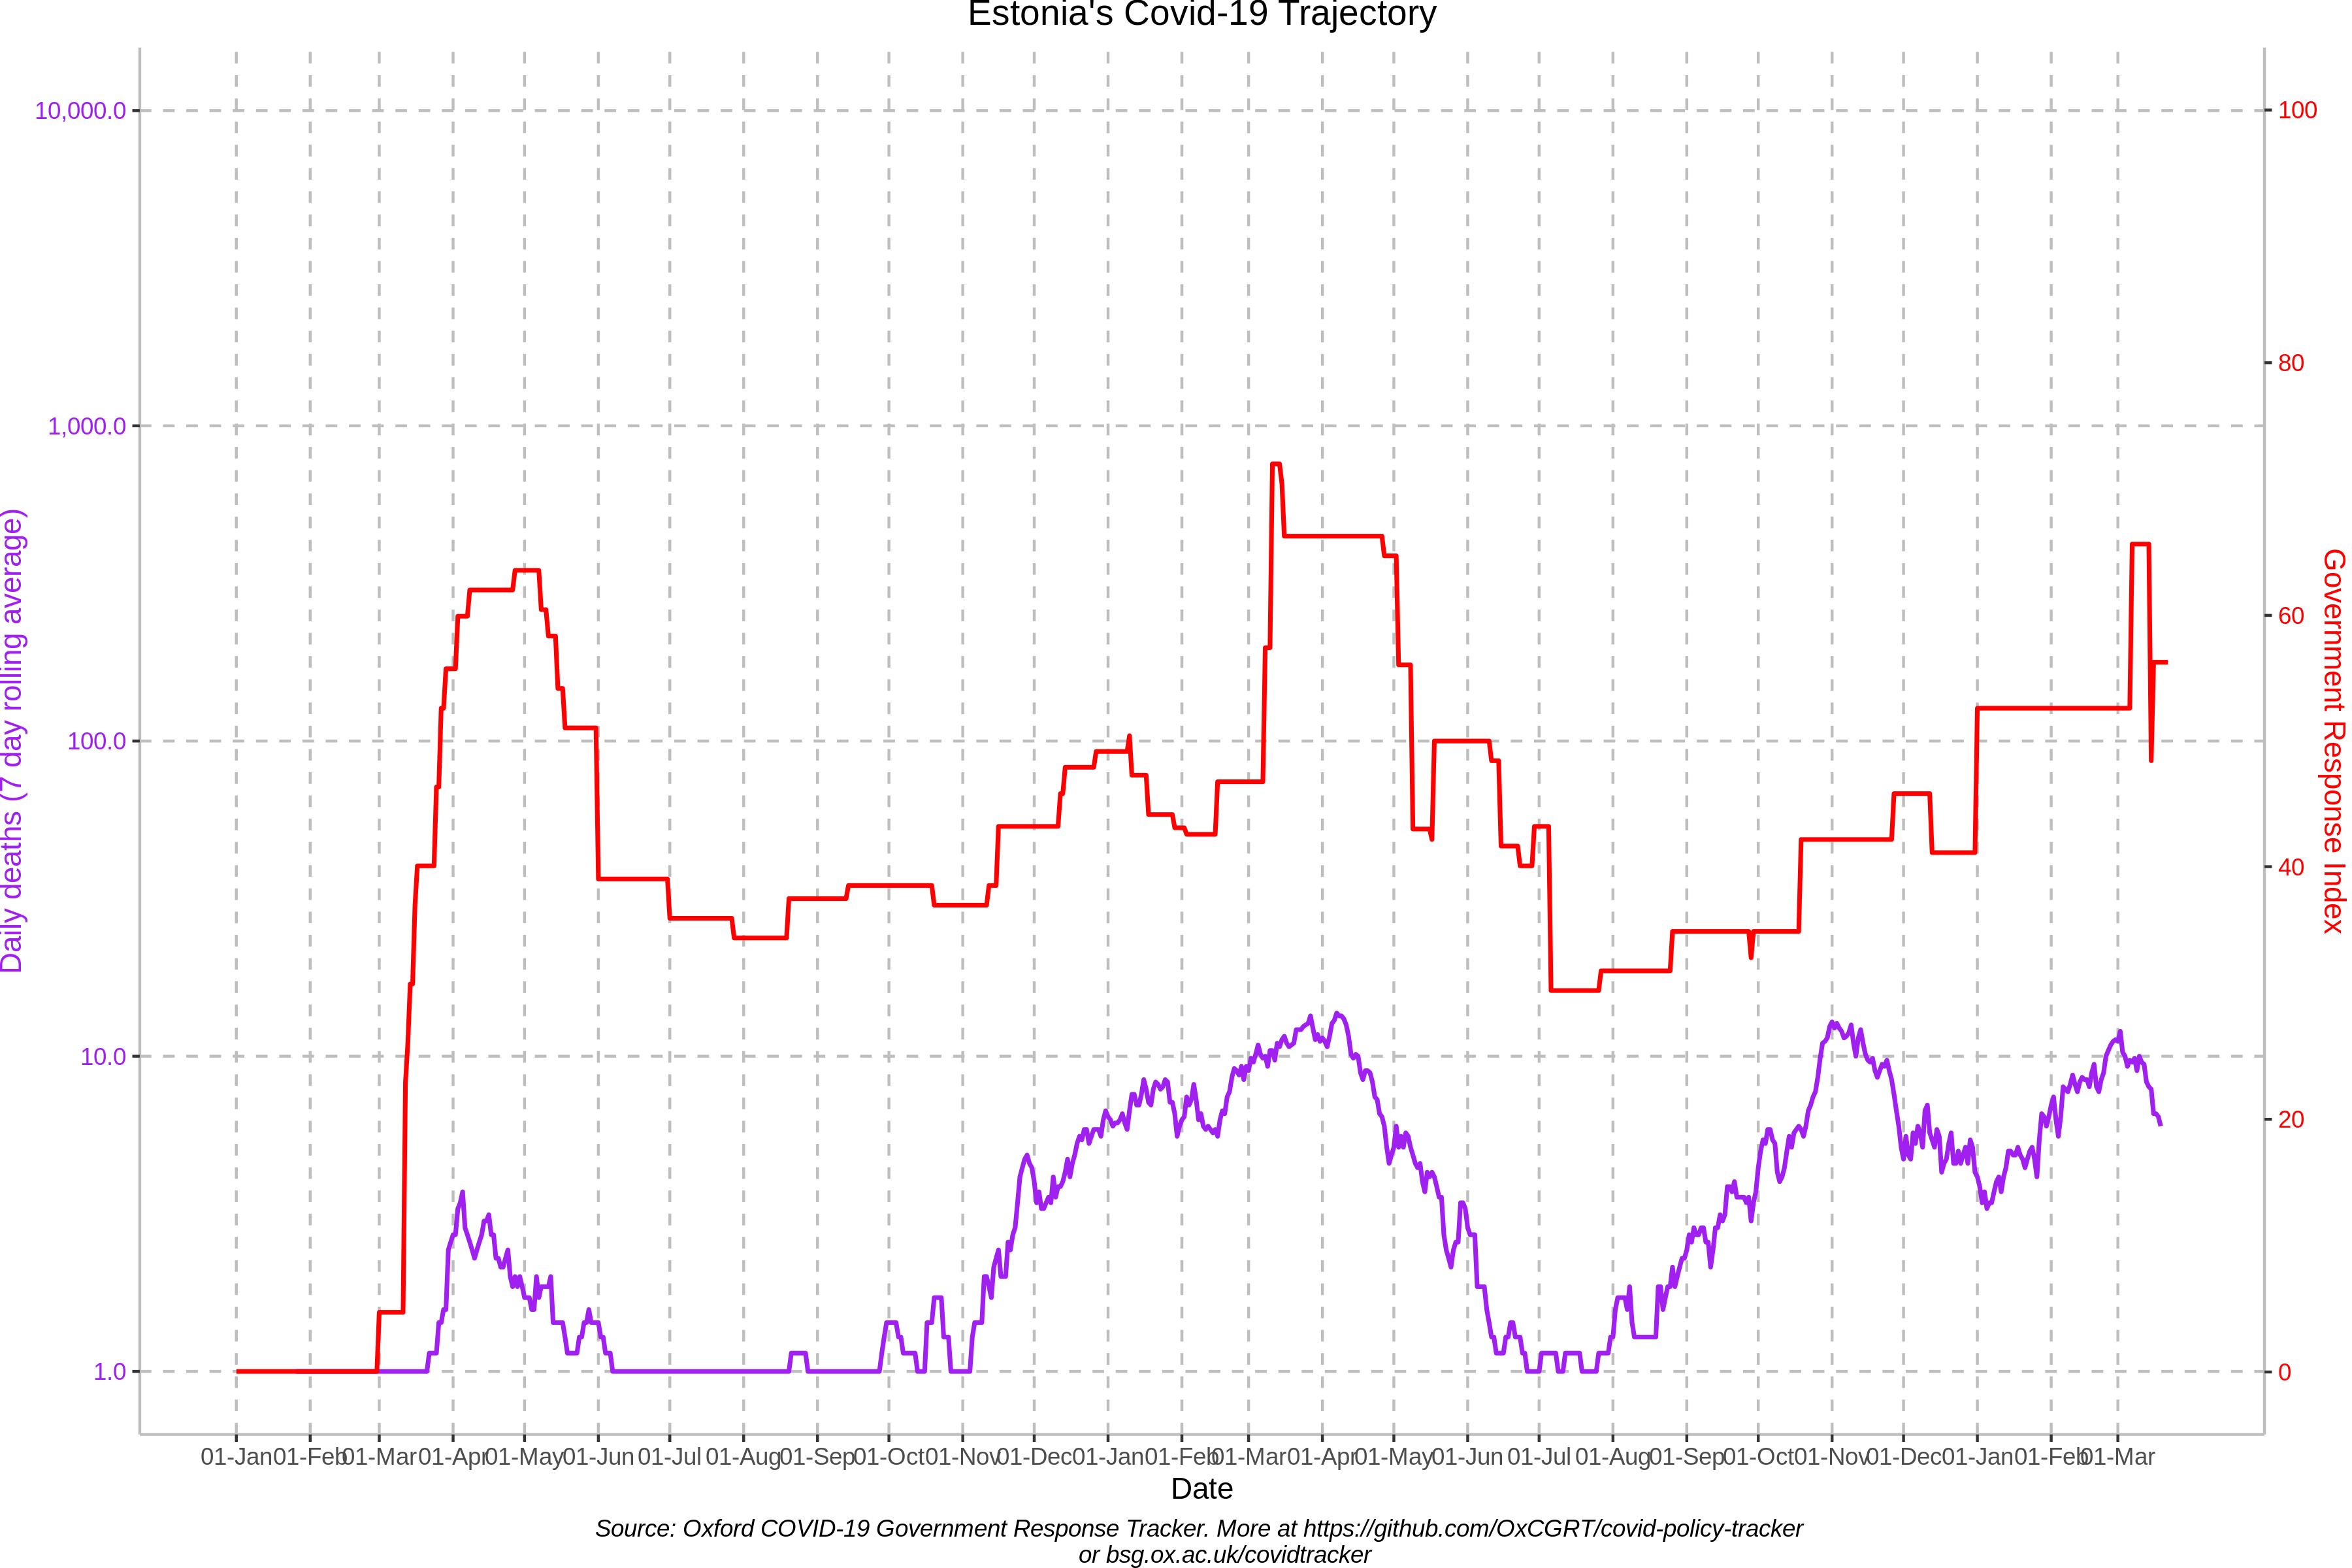 Estonia's Covid-19 Trajectory
10,000.0
1,000.0
100.0
10.0
1.0
Daily deaths (7 day rolling average)
100
80
60
40
20
0
Government Response Index
01-Jan 01-Feb 01-Mar 01-Apr 01-May 01-Jun 01-Jul 01-Aug 01-Sep 01-Oct 01-Nov 01-Dec 01-Jan 01-Feb 01-Mar 01-Apr 01-May 01-Jun 01-Jul 01-Aug 01-Sep 01-Oct 01-Nov 01-Dec 01-Jan 01-Feb 01-Mar
Date
Source: Oxford COVID-19 Government Response Tracker. More at https://github.com/OxCGRT/covid-policy-tracker
or bsg.ox.ac.uk/covidtracker